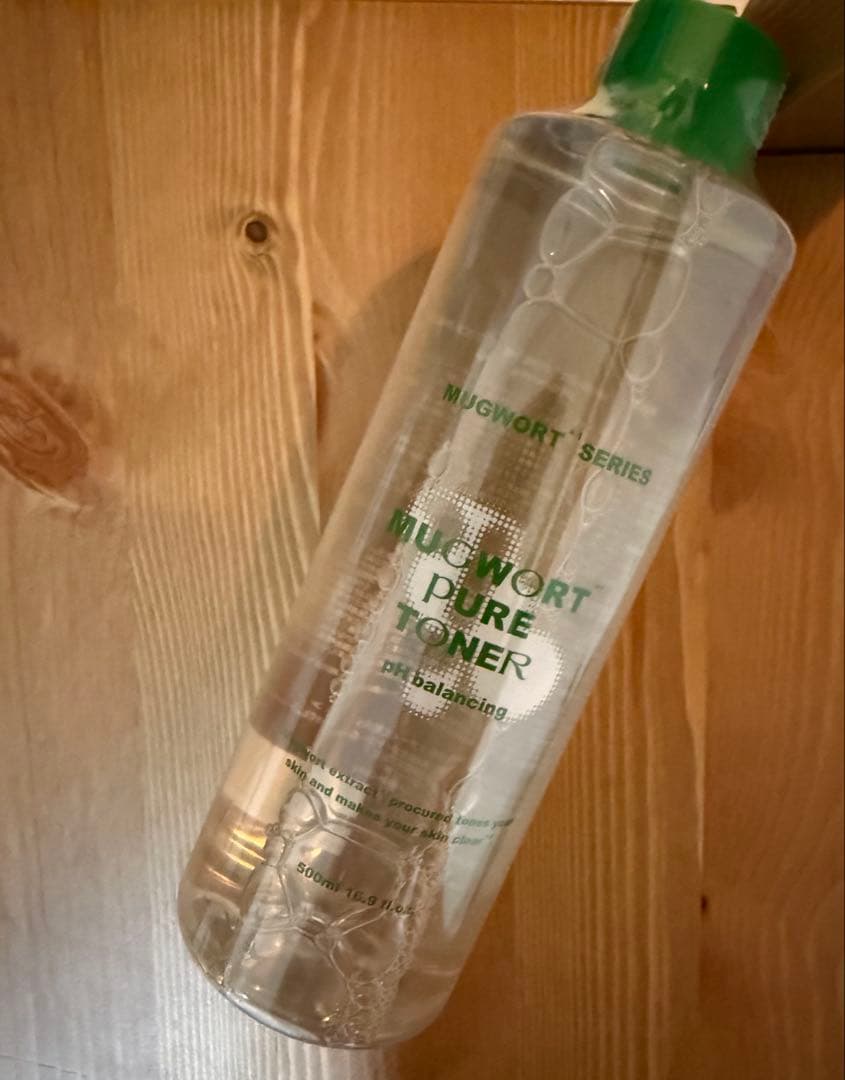 MUGWORT SERIES
MUGWORT
pURE
TONER
pH balancing
extract procured tones
skin and makes your skin clear
500ml 16.9 fl.oz